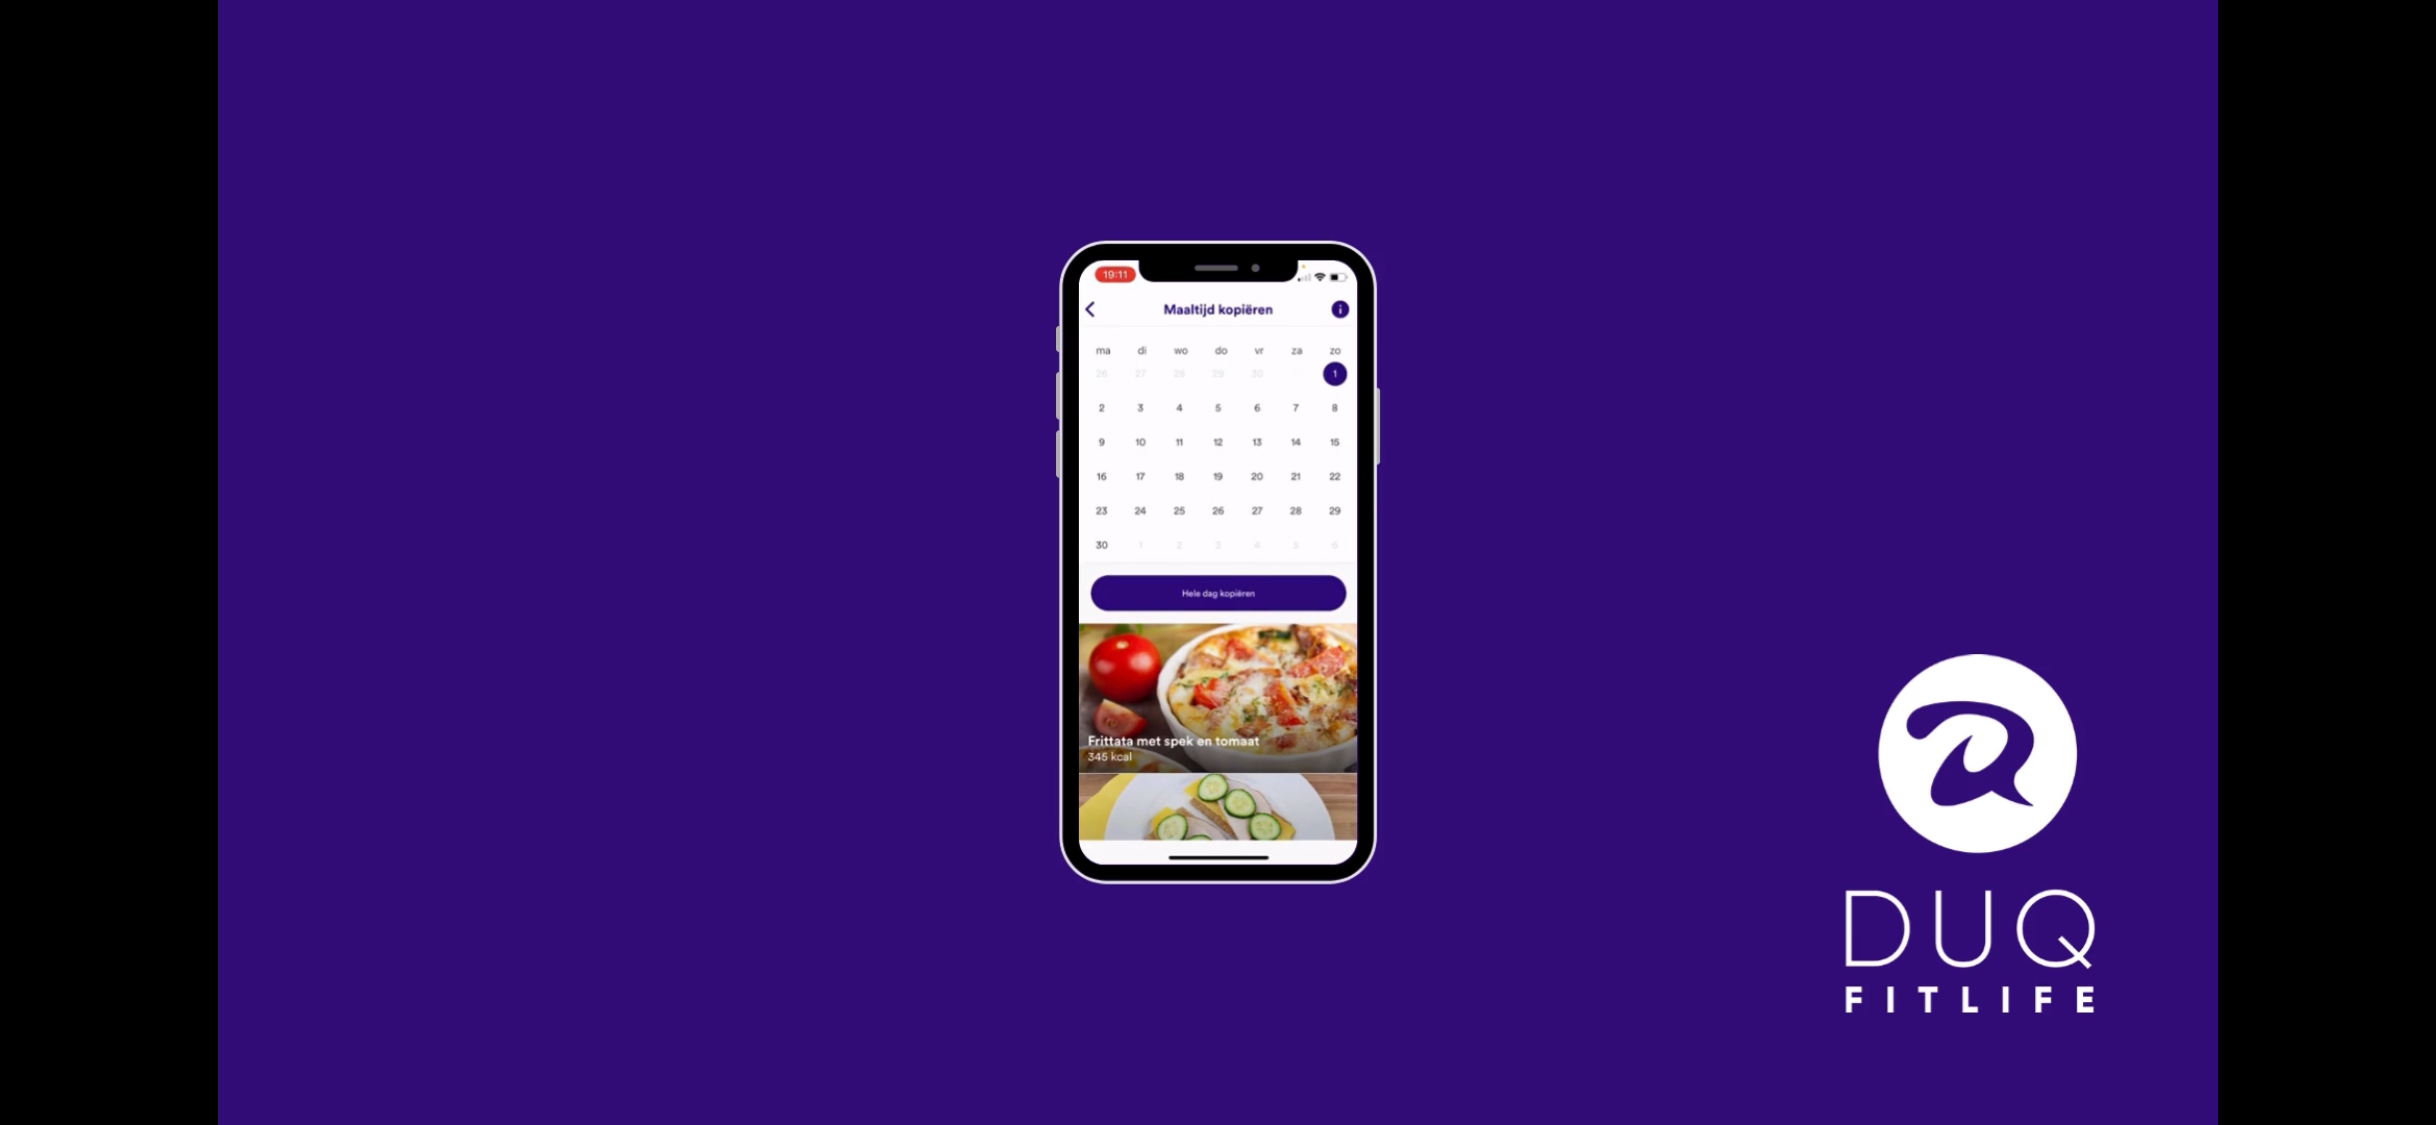 19:11
Maaltijd kopiëren
ma di wo do vr za zo
26 27 28 29 30 1
2 3 4 5 6 7 8
9 10 11 12 13 14 15
16 17 18 19 20 21 22
23 24 25 26 27 28 29
30 1 2 3 4 5 6
Hele dag kopiëren
Frittata met spek en tomaat
345 kcal
DUQ
FITLIFE